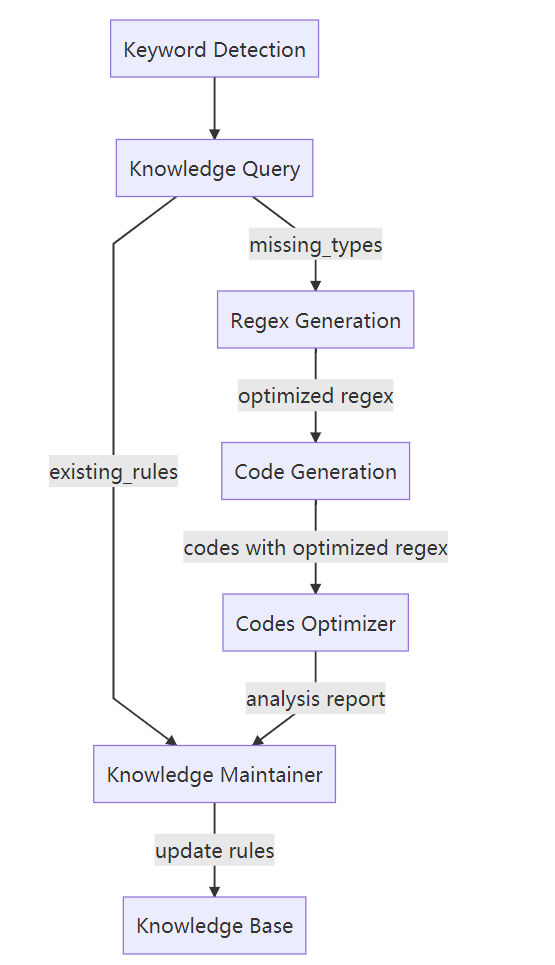 Keyword Detection
Knowledge Query
missing_types
Regex Generation
optimized regex
Code Generation
existing_rules
codes with optimized regex
Codes Optimizer
analysis report
Knowledge Maintainer
update rules
Knowledge Base